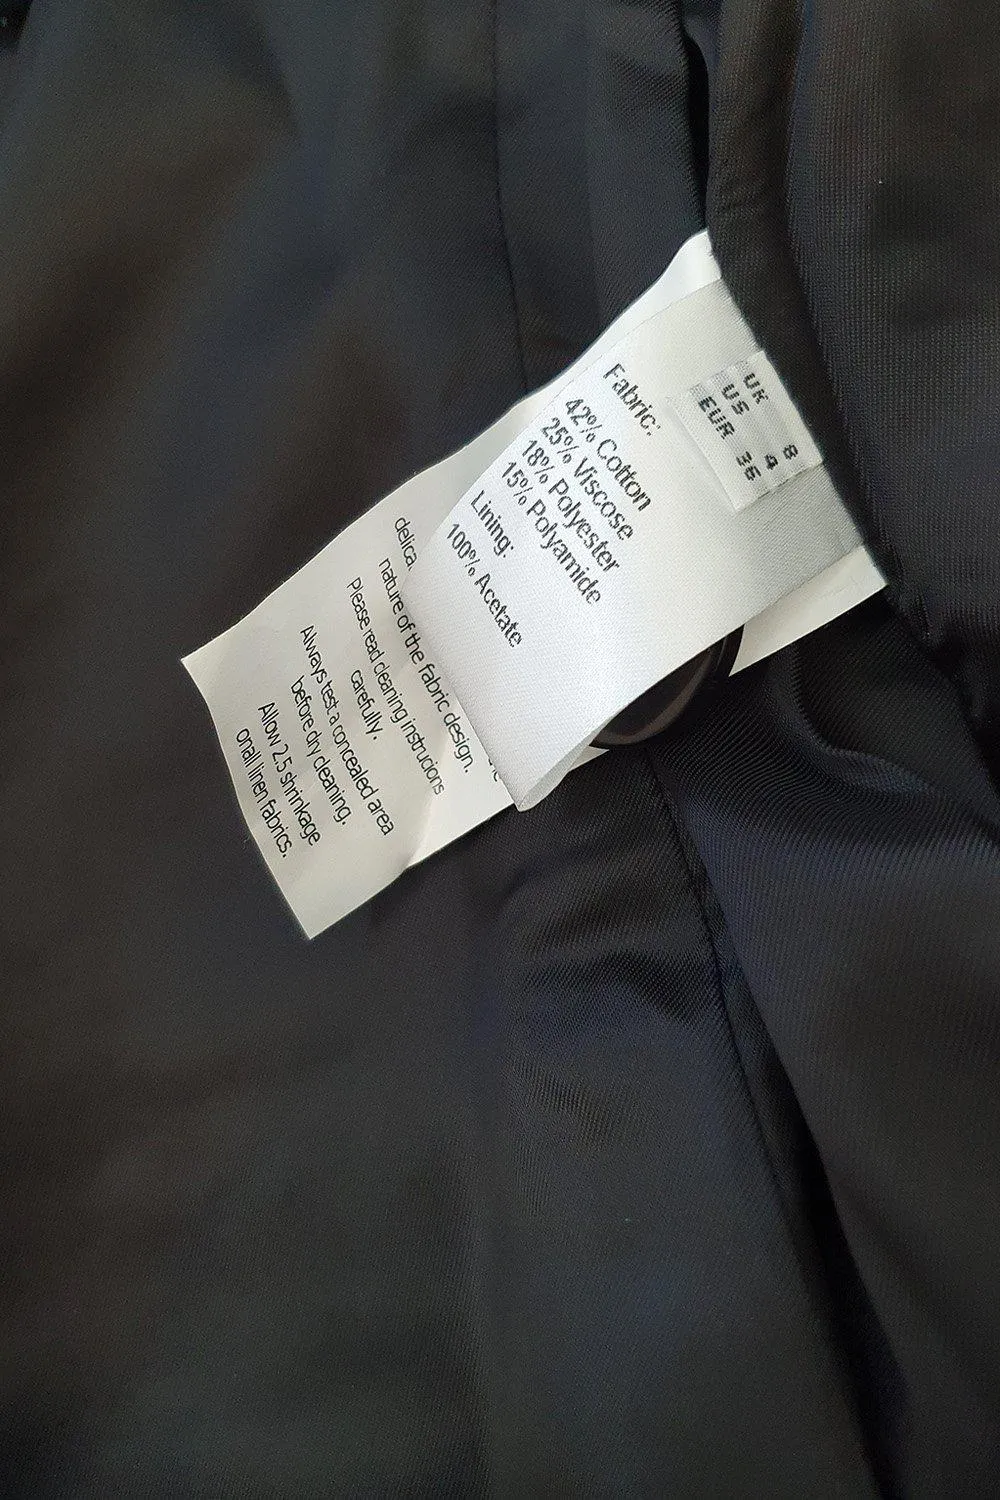 UK 8
US 4
EUR 36
Fabric:
42% Cotton
25% Viscose
18% Polyester
15% Polyamide
Lining:
100% Acetate
delica
nature of the fabric design.
Please read cleaning instrucions
carefully.
Always test a concealed area
before dry cleaning.
Allow 2.5 shrinkage
onall linen fabrics.